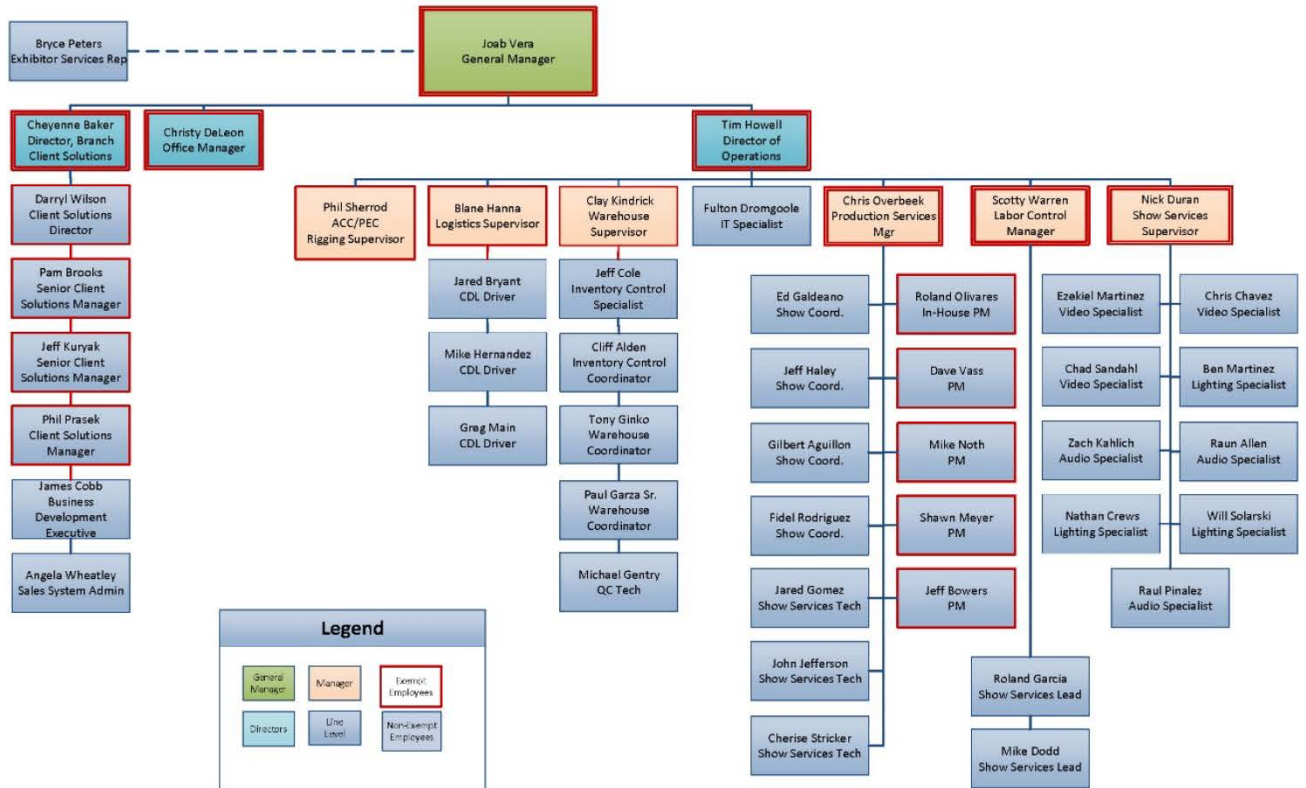 Bryce Peters
Exhibitor Services Rep
Joab Vera
General Manager
Cheyenne Baker
Director, Branch
Client Solutions
Christy DeLeon
Office Manager
Tim Howell
Director of
Operations
Darryl Wilson
Client Solutions
Director
Pam Brooks
Senior Client
Solutions Manager
Jeff Kuryak
Senior Client
Solutions Manager
Phil Prasek
Client Solutions
Manager
James Cobb
Business
Development
Executive
Angela Wheatley
Sales System Admin
Phil Sherrod
ACC/PEC
Rigging Supervisor
Blane Hanna
Logistics Supervisor
Jared Bryant
CDL Driver
Mike Hernandez
CDL Driver
Greg Main
CDL Driver
Clay Kindrick
Warehouse
Supervisor
Jeff Cole
Inventory Control
Specialist
Cliff Alden
Inventory Control
Coordinator
Tony Ginko
Warehouse
Coordinator
Paul Garza Sr.
Warehouse
Coordinator
Michael Gentry
QC Tech
Fulton Dromgoole
IT Specialist
Chris Overbeek
Production Services
Mgr
Ed Galdeano
Show Coord.
Roland Olivares
In-House PM
Jeff Haley
Show Coord.
Dave Vass
PM
Gilbert Aguillon
Show Coord.
Mike Noth
PM
Fidel Rodriguez
Show Coord.
Shawn Meyer
PM
Jared Gomez
Show Services Tech
Jeff Bowers
PM
John Jefferson
Show Services Tech
Cherise Stricker
Show Services Tech
Scotty Warren
Labor Control
Manager
Roland Garcia
Show Services Lead
Mike Dodd
Show Services Lead
Nick Duran
Show Services
Supervisor
Ezekiel Martinez
Video Specialist
Chris Chavez
Video Specialist
Chad Sandahl
Video Specialist
Ben Martinez
Lighting Specialist
Zach Kahlich
Audio Specialist
Raun Allen
Audio Specialist
Nathan Crews
Lighting Specialist
Will Solarski
Lighting Specialist
Raul Pinalez
Audio Specialist
Legend
General
Manager
Manager
Exempt
Employees
Directors
Line
Level
Non-Exempt
Employees